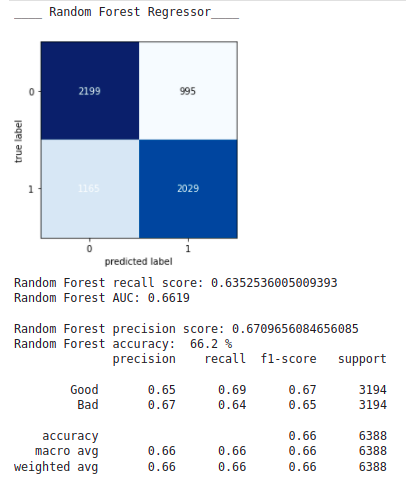 ____ Random Forest Regressor____
0
2199
995
true label
1
1165
2029
0
1
predicted label
Random Forest recall score: 0.6352536005009393
Random Forest AUC: 0.6619
Random Forest precision score: 0.6709656084656085
Random Forest accuracy:  66.2 %
precision    recall  f1-score   support
Good       0.65      0.69      0.67      3194
Bad       0.67      0.64      0.65      3194
accuracy                           0.66      6388
macro avg       0.66      0.66      0.66      6388
weighted avg       0.66      0.66      0.66      6388